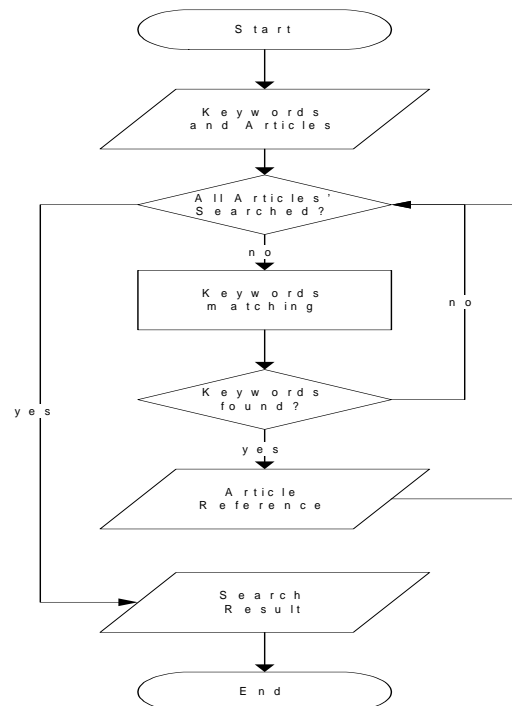 Start
Keywords
and Articles
All Articles'
Searched?
no
Keywords
matching
no
Keywords
found?
yes
yes
Article
Reference
Search
Result
End